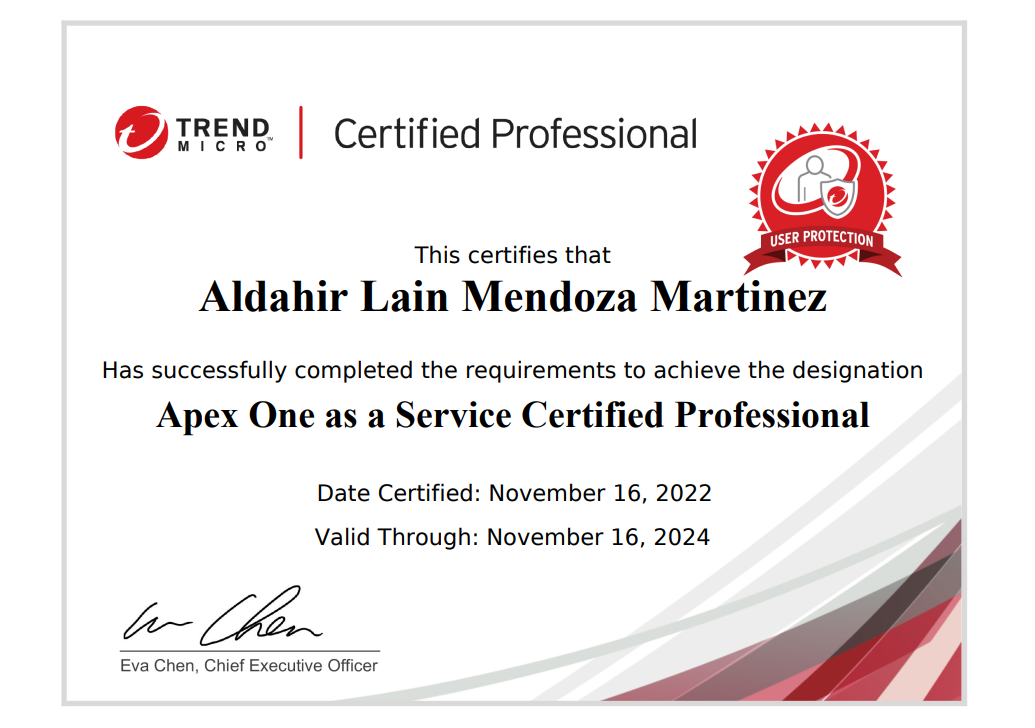 TREND
MICRO™
Certified Professional
USER PROTECTION
This certifies that
Aldahir Lain Mendoza Martinez
Has successfully completed the requirements to achieve the designation
Apex One as a Service Certified Professional
Date Certified: November 16, 2022
Valid Through: November 16, 2024
Eva Chen
Eva Chen, Chief Executive Officer